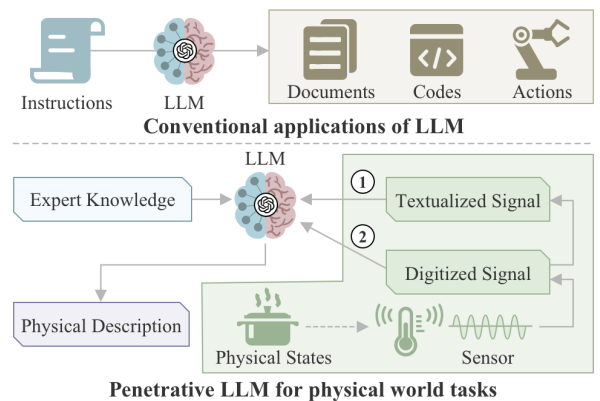 Instructions
LLM
Documents
Codes
Actions
Conventional applications of LLM
LLM
Expert Knowledge
1
Textualized Signal
2
Digitized Signal
Physical Description
Physical States
Sensor
Penetrative LLM for physical world tasks